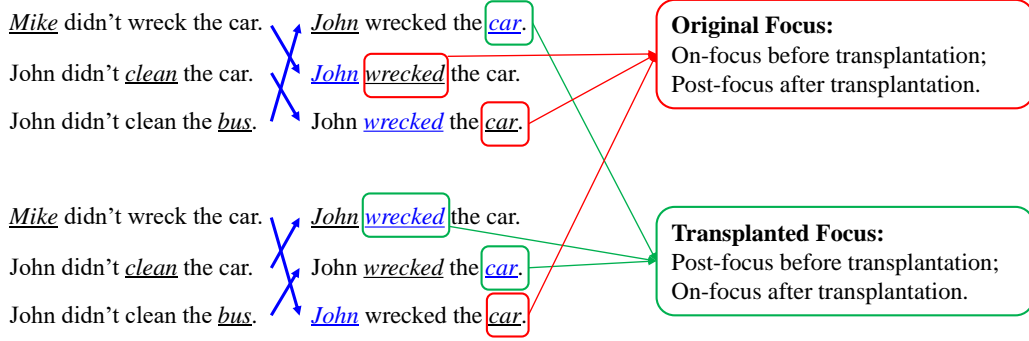 Mike didn't wreck the car.
John wrecked the car.
John didn't clean the car.
John wrecked the car.
John didn't clean the bus.
John wrecked the car.
Original Focus:
On-focus before transplantation;
Post-focus after transplantation.
Mike didn't wreck the car.
John wrecked the car.
John didn't clean the car.
John wrecked the car.
John didn't clean the bus.
John wrecked the car.
Transplanted Focus:
Post-focus before transplantation;
On-focus after transplantation.